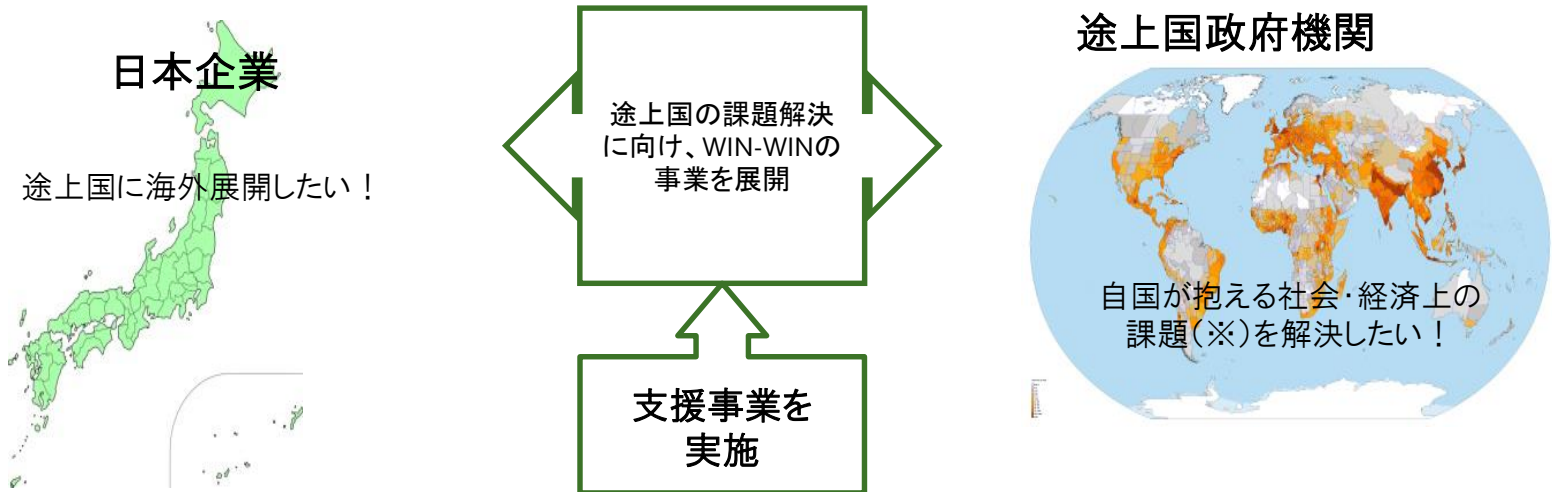 日本企業
途上国に海外展開したい！
途上国の課題解決
に向け、WIN-WINの
事業を展開
支援事業を
実施
途上国政府機関
自国が抱える社会・経済上の
課題（※）を解決したい！